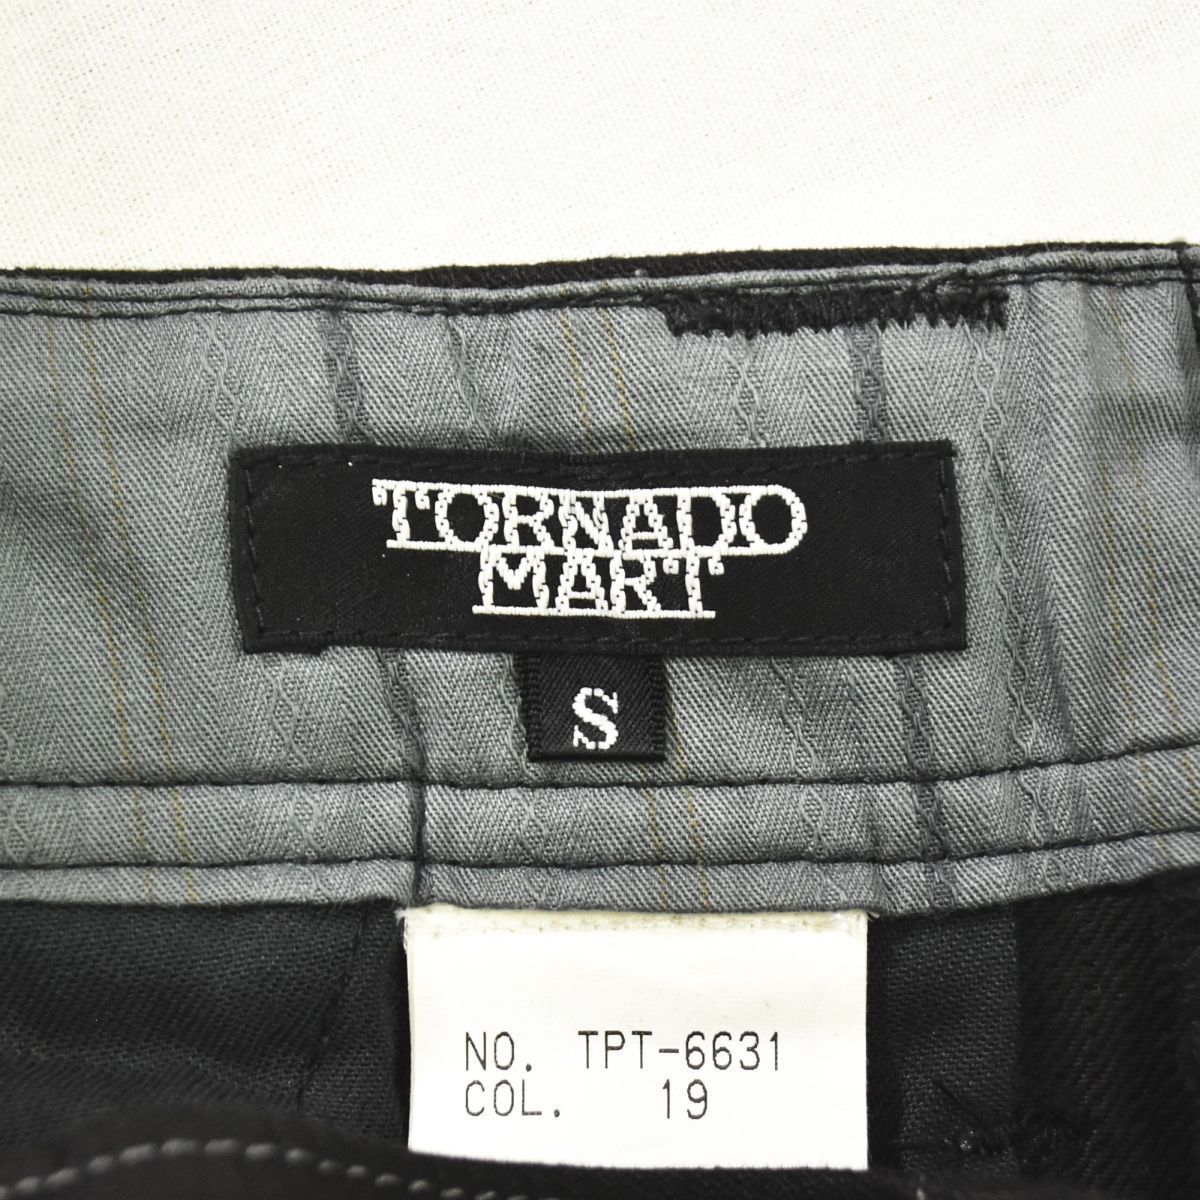 TORNADO
MART
S
NO. TPT-6631
COL. 19